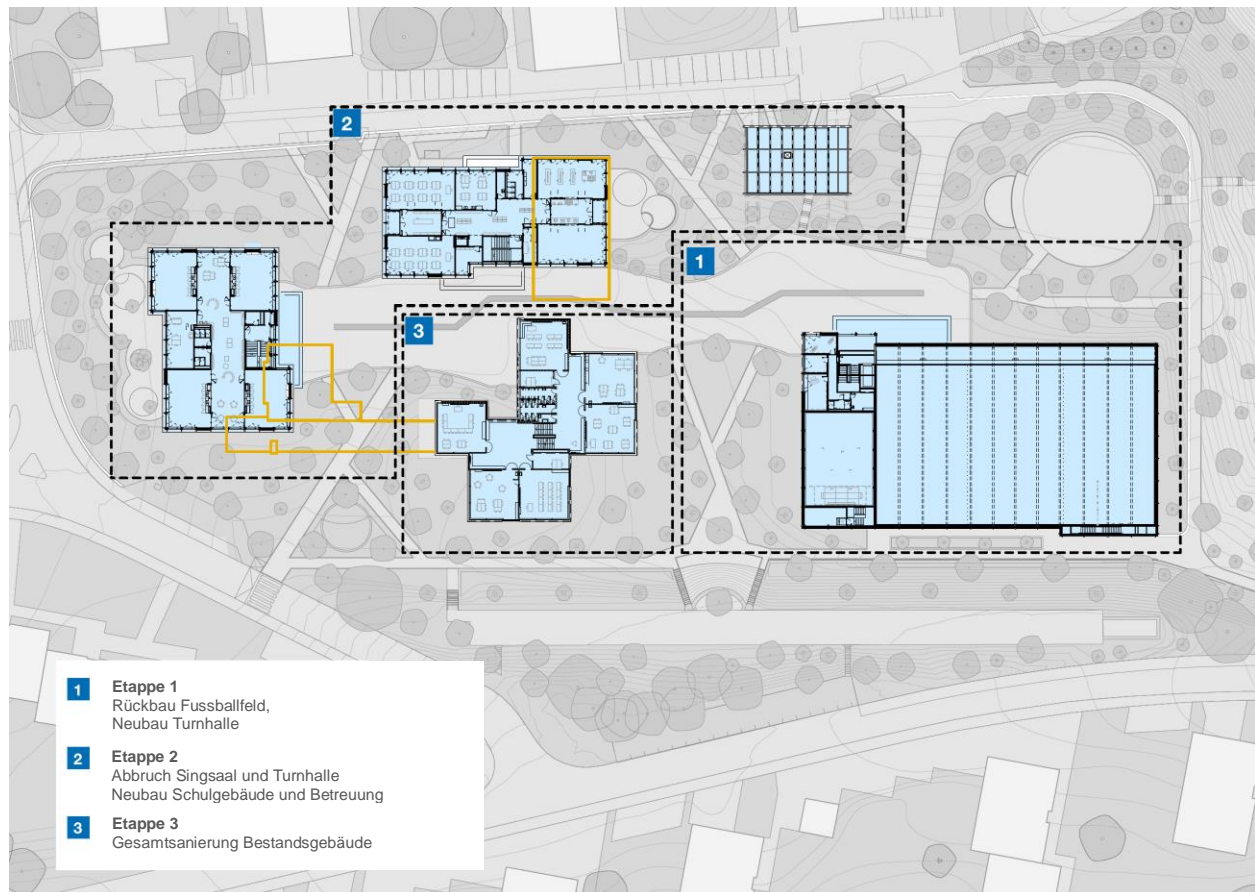 2
1
3
1 Etappe 1
Rückbau Fussballfeld,
Neubau Turnhalle
2 Etappe 2
Abbruch Singsaal und Turnhalle
Neubau Schulgebäude und Betreuung
3 Etappe 3
Gesamtsanierung Bestandsgebäude